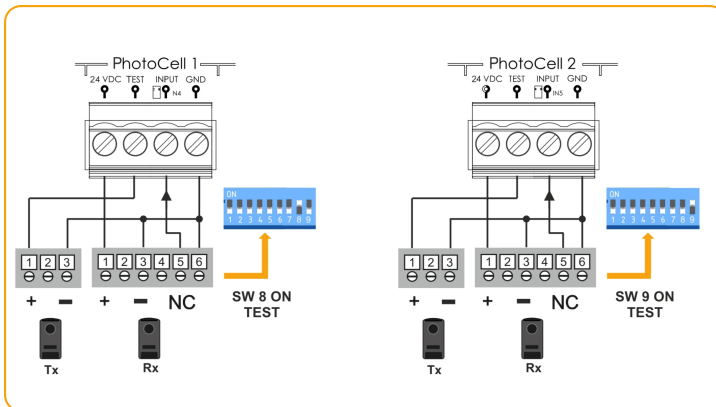 PhotoCell 1
24 VDC TEST INPUT GND
N4
ON
1 2 3 4 5 6 7 8 9
1 2 3
1 2 3 4 5 6
+ − + − NC
SW 8 ON
TEST
Tx
Rx
PhotoCell 2
24 VDC TEST INPUT GND
IN5
ON
1 2 3 4 5 6 7 8 9
1 2 3
1 2 3 4 5 6
+ − + − NC
SW 9 ON
TEST
Tx
Rx